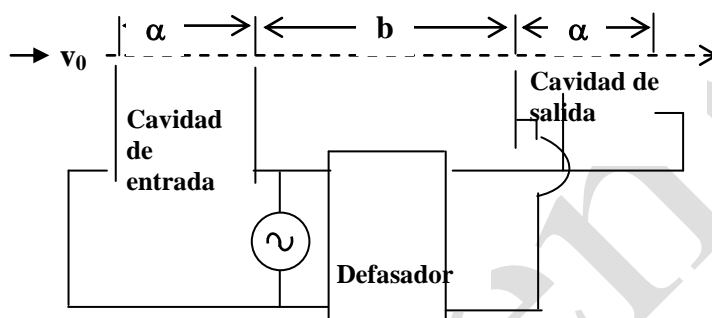 α b α
v₀
Cavidad de
salida
Cavidad
de
entrada
Defasador